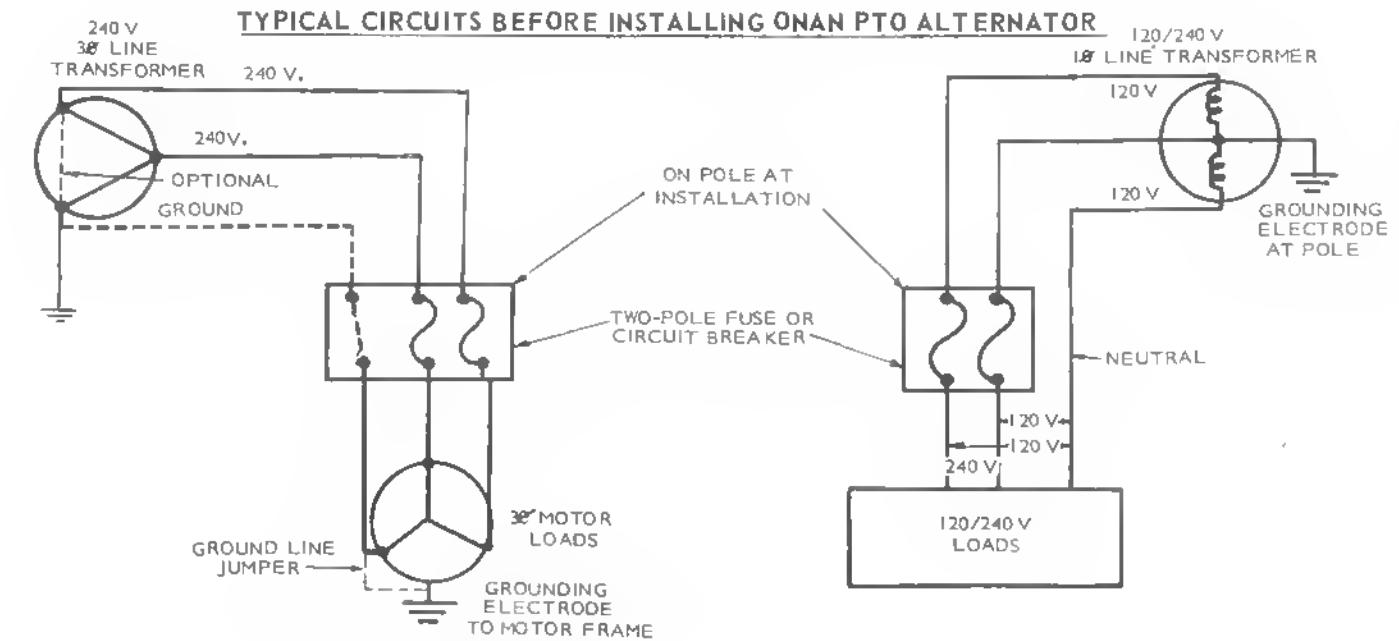 TYPICAL CIRCUITS BEFORE INSTALLING ONAN PTO ALTERNATOR
240 V
3Ø LINE
TRANSFORMER
240 V.
240V.
OPTIONAL
GROUND
ON POLE AT
INSTALLATION
TWO-POLE FUSE OR
CIRCUIT BREAKER
3Ø MOTOR
LOADS
GROUND LINE
JUMPER
GROUNDING
ELECTRODE
TO MOTOR FRAME
120/240 V
1Ø LINE TRANSFORMER
120 V
120 V
GROUNDING
ELECTRODE
AT POLE
NEUTRAL
120 V
120 V
240 V
120/240 V
LOADS